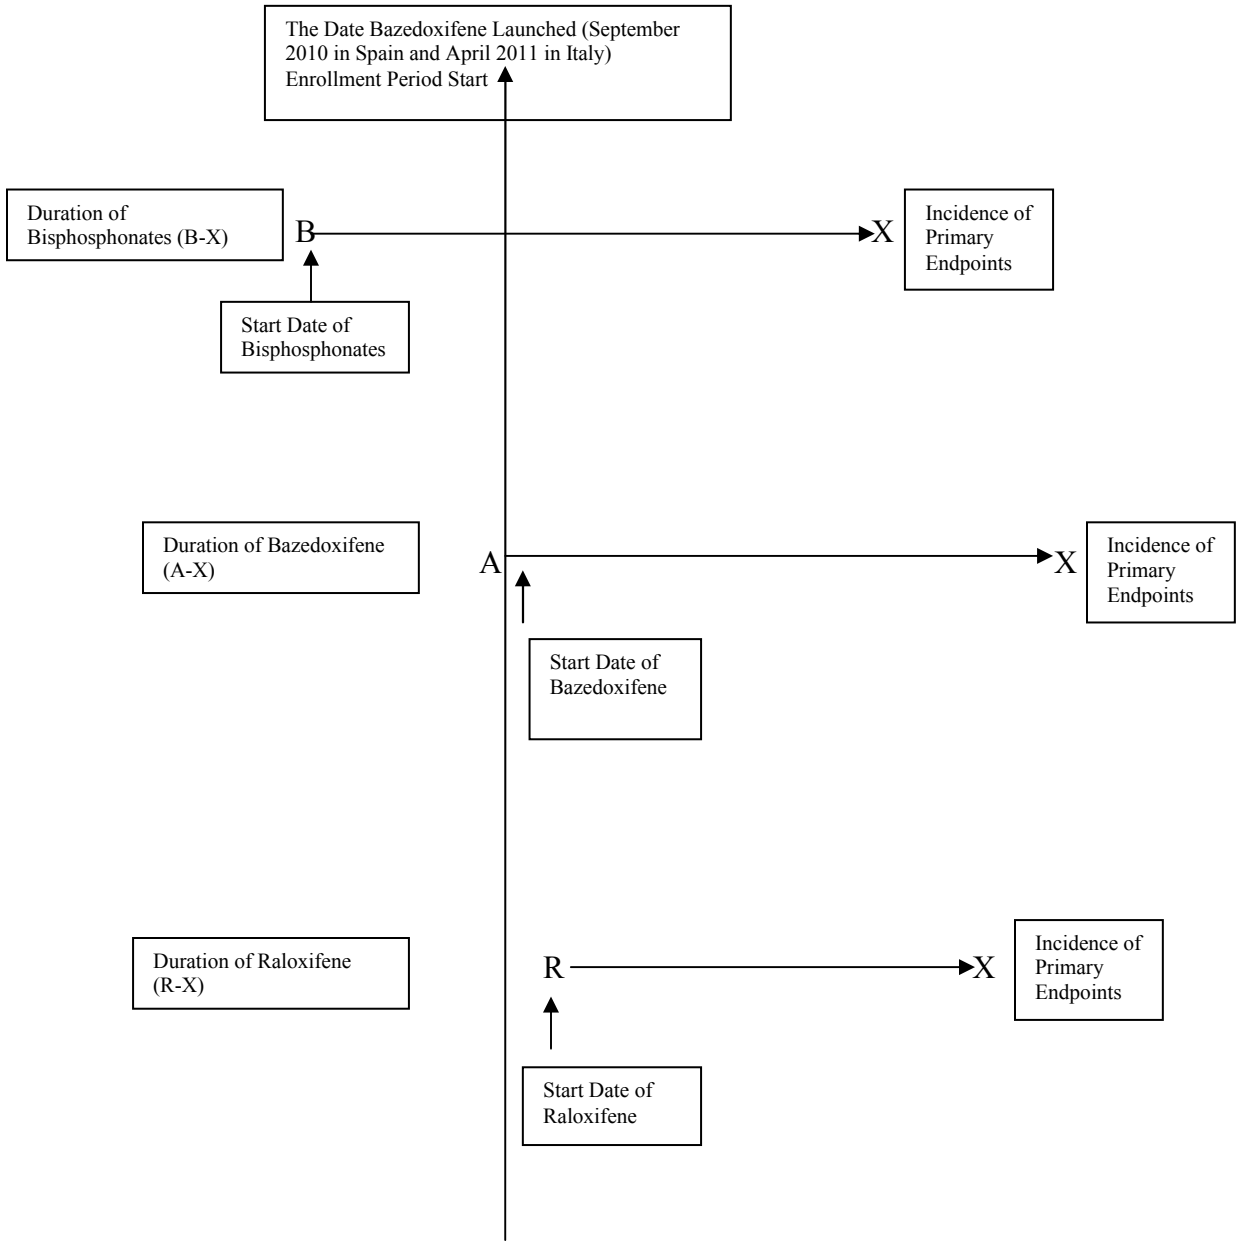 The Date Bazedoxifene Launched (September
2010 in Spain and April 2011 in Italy)
Enrollment Period Start
Duration of
Bisphosphonates (B-X)
B
X
Incidence of
Primary
Endpoints
Start Date of
Bisphosphonates
Duration of Bazedoxifene
(A-X)
A
X
Incidence of
Primary
Endpoints
Start Date of
Bazedoxifene
Duration of Raloxifene
(R-X)
R
X
Incidence of
Primary
Endpoints
Start Date of
Raloxifene